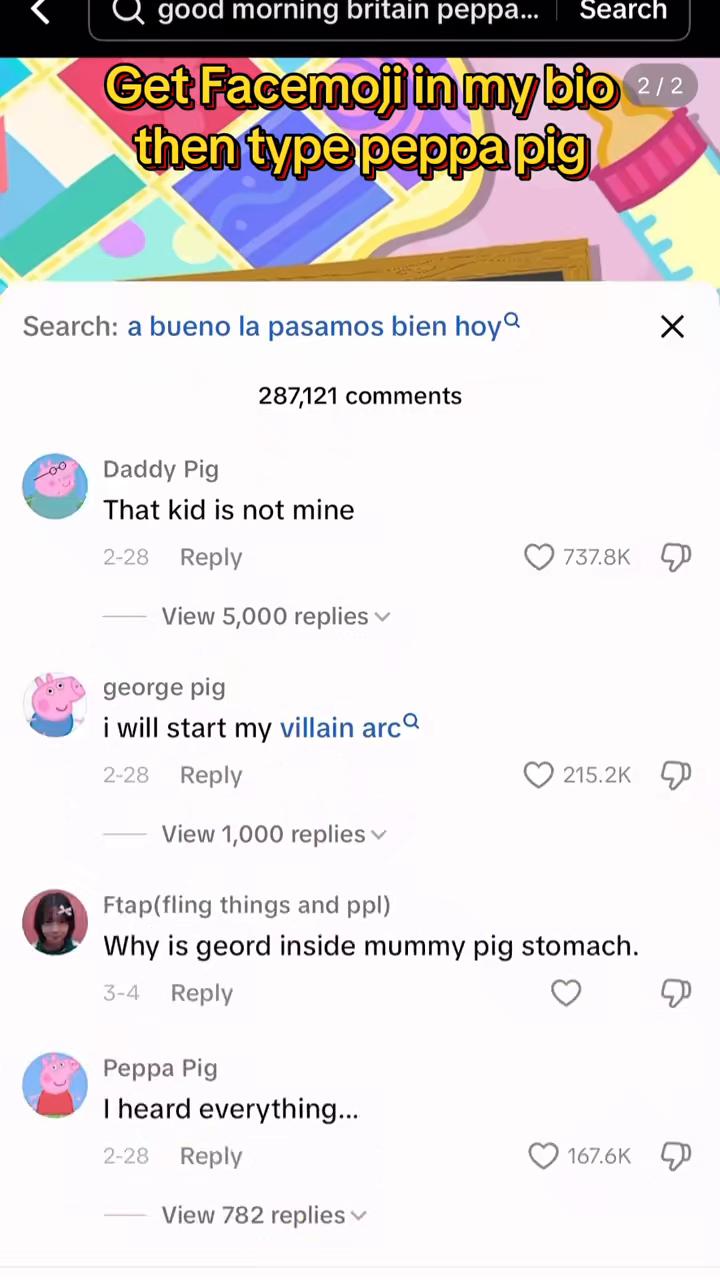 good morning britain peppa...
Search
Get Facemoji in my bio
2 / 2
then type peppa pig
Search: a bueno la pasamos bien hoy
287,121 comments
Daddy Pig
That kid is not mine
2-28 Reply 737.8K
View 5,000 replies
george pig
i will start my villain arc
2-28 Reply 215.2K
View 1,000 replies
Ftap(fling things and ppl)
Why is geord inside mummy pig stomach.
3-4 Reply
Peppa Pig
I heard everything...
2-28 Reply 167.6K
View 782 replies